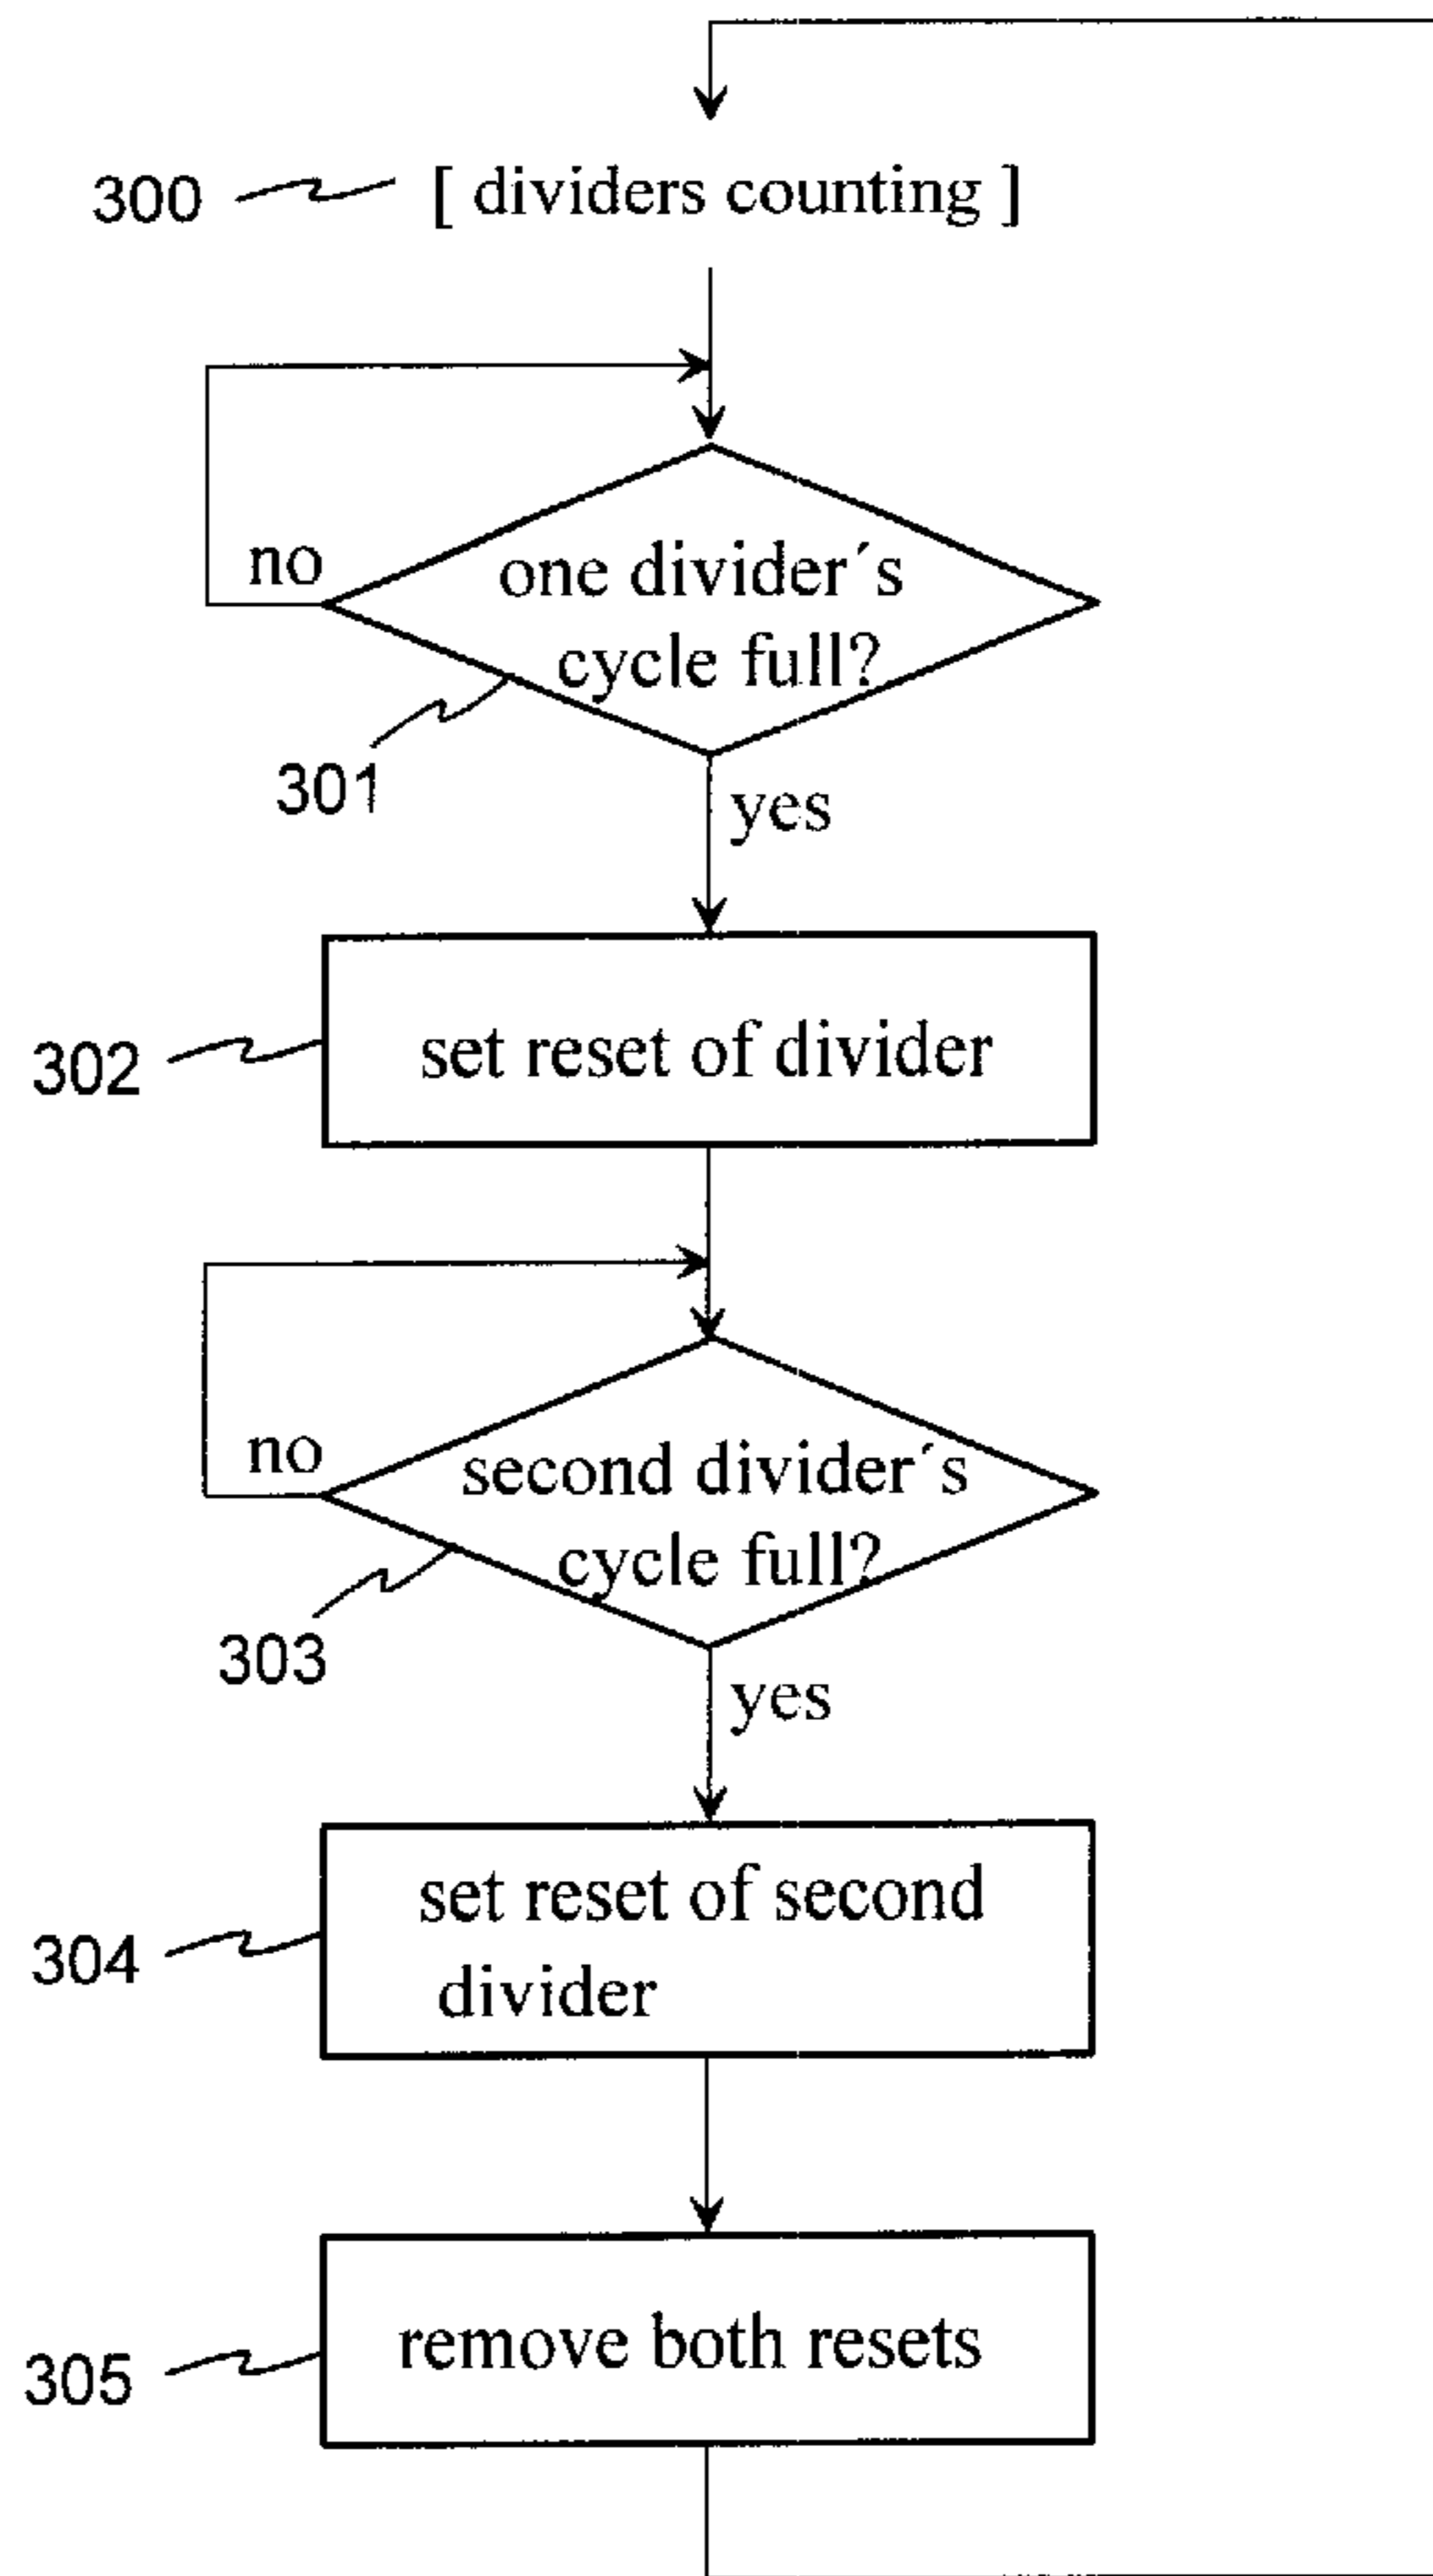 300 [ dividers counting ]
no
one divider´s
cycle full?
301
yes
302
set reset of divider
no
second divider´s
cycle full?
303
yes
set reset of second
304
divider
305
remove both resets